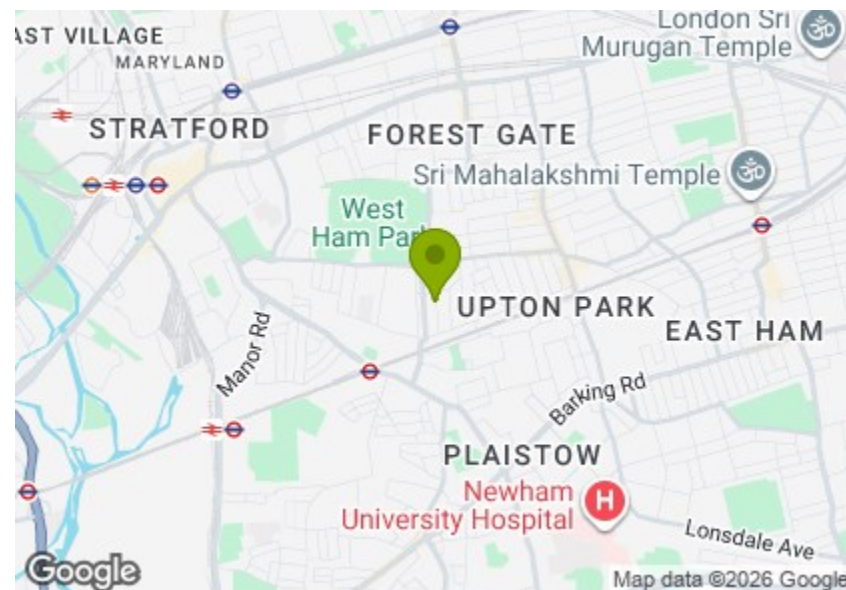 London Sri
Murugan Temple
AST VILLAGE
MARYLAND
STRATFORD
FOREST GATE
Sri Mahalakshmi Temple
West
Ham Park
UPTON PARK
EAST HAM
Manor Rd
Barking Rd
PLAISTOW
Newham
University Hospital
H
Lonsdale Ave
Google
Map data ©2026 Google